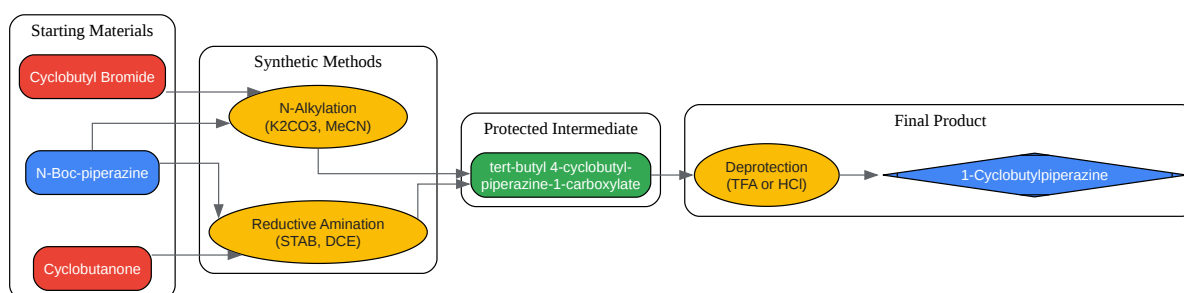 Starting Materials
Cyclobutyl Bromide
N-Boc-piperazine
Cyclobutanone
Synthetic Methods
N-Alkylation
(K2CO3, MeCN)
Reductive Amination
(STAB, DCE)
Protected Intermediate
tert-butyl 4-cyclobutyl-
piperazine-1-carboxylate
Final Product
Deprotection
(TFA or HCl)
1-Cyclobutylpiperazine